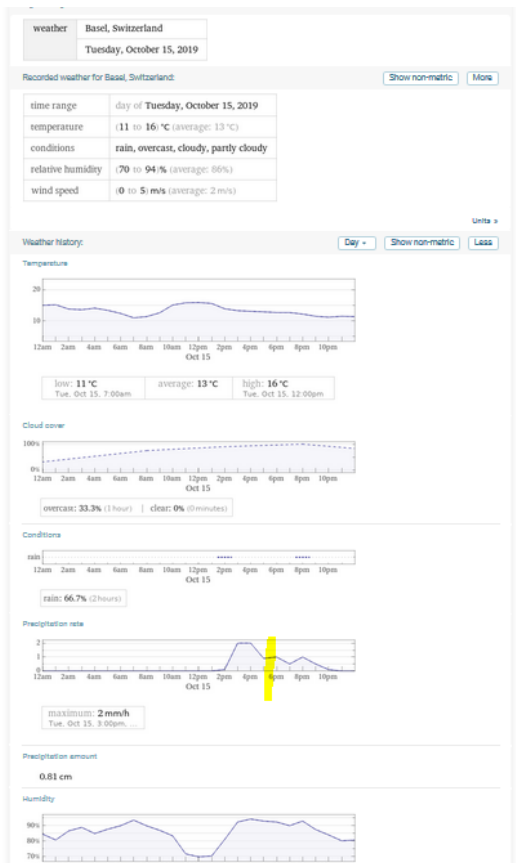 weather Basel, Switzerland
Tuesday, October 15, 2019
Recorded weather for Basel, Switzerland: Show non-metric More
time range day of Tuesday, October 15, 2019
temperature (11 to 16) °C (average: 13 °C)
conditions rain, overcast, cloudy, partly cloudy
relative humidity (70 to 94)% (average: 86%)
wind speed (0 to 5) m/s (average: 2 m/s)
Units »
Weather history: Day Show non-metric Less
Temperature
20
10
12am 2am 4am 6am 8am 10am 12pm 2pm 4pm 6pm 8pm 10pm
Oct 15
low: 11 °C average: 13 °C high: 16 °C
Tue, Oct 15, 7:00am Tue, Oct 15, 12:00pm
Cloud cover
100%
0%
12am 2am 4am 6am 8am 10am 12pm 2pm 4pm 6pm 8pm 10pm
Oct 15
overcast: 33.3% (1 hour) | clear: 0% (0 minutes)
Conditions
rain
12am 2am 4am 6am 8am 10am 12pm 2pm 4pm 6pm 8pm 10pm
Oct 15
rain: 66.7% (2 hours)
Precipitation rate
2
1
0
12am 2am 4am 6am 8am 10am 12pm 2pm 4pm 6pm 8pm 10pm
Oct 15
maximum: 2 mm/h
Tue, Oct 15, 3:00pm, ...
Precipitation amount
0.81 cm
Humidity
90%
80%
70%